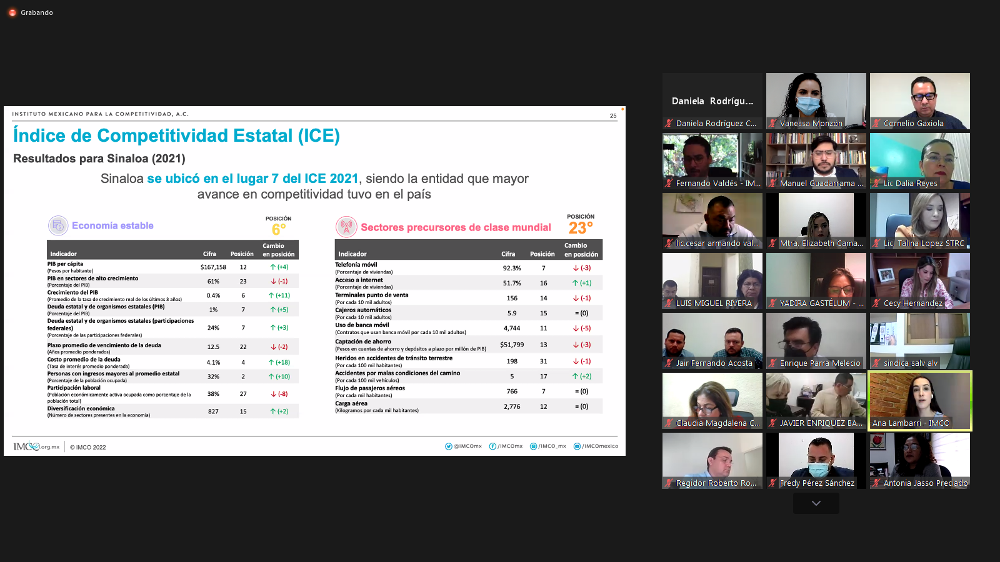 Grabando
INSTITUTO MEXICANO PARA LA COMPETITIVIDAD, A.C.
25
Índice de Competitividad Estatal (ICE)
Resultados para Sinaloa (2021)
Sinaloa se ubicó en el lugar 7 del ICE 2021, siendo la entidad que mayor
avance en competitividad tuvo en el país
Economía estable
POSICIÓN
6°
Indicador Cifra Posición Cambio en posición
PIB per cápita $167,158 12 ↑ (+4)
(Pesos por habitante)
PIB en sectores de alto crecimiento 61% 23 ↓ (-1)
(Porcentaje del PIB)
Crecimiento del PIB 0.4% 6 ↑ (+11)
(Promedio de la tasa de crecimiento real de los últimos 3 años)
Deuda estatal y de organismos estatales (PIB) 1% 7 ↑ (+5)
(Porcentaje del PIB)
Deuda estatal y de organismos estatales (participaciones
federales) 24% 7 ↑ (+3)
(Porcentaje de las participaciones federales)
Plazo promedio de vencimiento de la deuda 12.5 22 ↓ (-2)
(Años promedio ponderados)
Costo promedio de la deuda 4.1% 4 ↑ (+18)
(Tasa de interés promedio ponderada)
Personas con ingresos mayores al promedio estatal 32% 2 ↑ (+10)
(Porcentaje de la población ocupada)
Participación laboral 38% 27 ↓ (-8)
(Población económicamente activa ocupada como porcentaje de la
población total)
Diversificación económica 827 15 ↑ (+2)
(Número de sectores presentes en la economía)
Sectores precursores de clase mundial
POSICIÓN
23°
Indicador Cifra Posición Cambio en posición
Telefonía móvil 92.3% 7 ↓ (-3)
(Porcentaje de viviendas)
Acceso a internet 51.7% 16 ↑ (+1)
(Porcentaje de viviendas)
Terminales punto de venta 156 14 ↓ (-1)
(Por cada 10 mil adultos)
Cajeros automáticos 5.9 15 = (0)
(Por cada 10 mil adultos)
Uso de banca móvil 4,744 11 ↓ (-5)
(Contratos que usan banca móvil por cada 10 mil adultos)
Captación de ahorro $51,799 13 ↓ (-3)
(Pesos en cuentas de ahorro y depósitos a plazo por millón de PIB)
Heridos en accidentes de tránsito terrestre 198 31 ↓ (-1)
(Por cada 100 mil habitantes)
Accidentes por malas condiciones del camino 5 17 ↑ (+2)
(Por cada 100 mil vehículos)
Flujo de pasajeros aéreos 766 7 = (0)
(Por cada mil habitantes)
Carga aérea 2,776 12 = (0)
(Kilogramos por cada mil habitantes)
IMCO.org.mx © IMCO 2022
@IMCOmx /IMCOmx /IMCO_mx /IMCOmexico
Daniela Rodrígu...
Daniela Rodríguez C...
Vanessa Monzón
Cornelio Gaxiola
Fernando Valdés - IM...
Manuel Guadarrama ...
Lic Dalia Reyes
lic.cesar armando val...
Mtra. Elizabeth Cama...
Lic. Talina Lopez STRC
LUIS MIGUEL RIVERA
YADIRA GASTÉLUM - ...
Cecy Hernandez
Jair Fernando Acosta
Enrique Parra Melecio
sindica salv alv
Claudia Magdalena C...
JAVIER ENRIQUEZ BA...
Ana Lambarri - IMCO
Regidor Roberto Ro...
Fredy Pérez Sánchez
Antonia Jasso Preciado